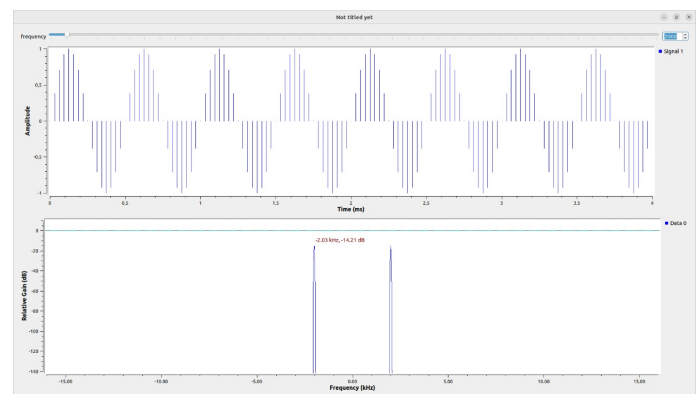 Not titled yet
frequency
2000
1
0.5
0
-0.5
-1
Amplitude
Signal 1
0 0.5 1 1.5 2 2.5 3 3.5 4
Time (ms)
0
-20
-40
-60
-80
-100
-120
-140
Relative Gain (dB)
-2.03 kHz, -14.21 dB
Data 0
-15.00 -10.00 -5.00 0.00 5.00 10.00 15.00
Frequency (kHz)